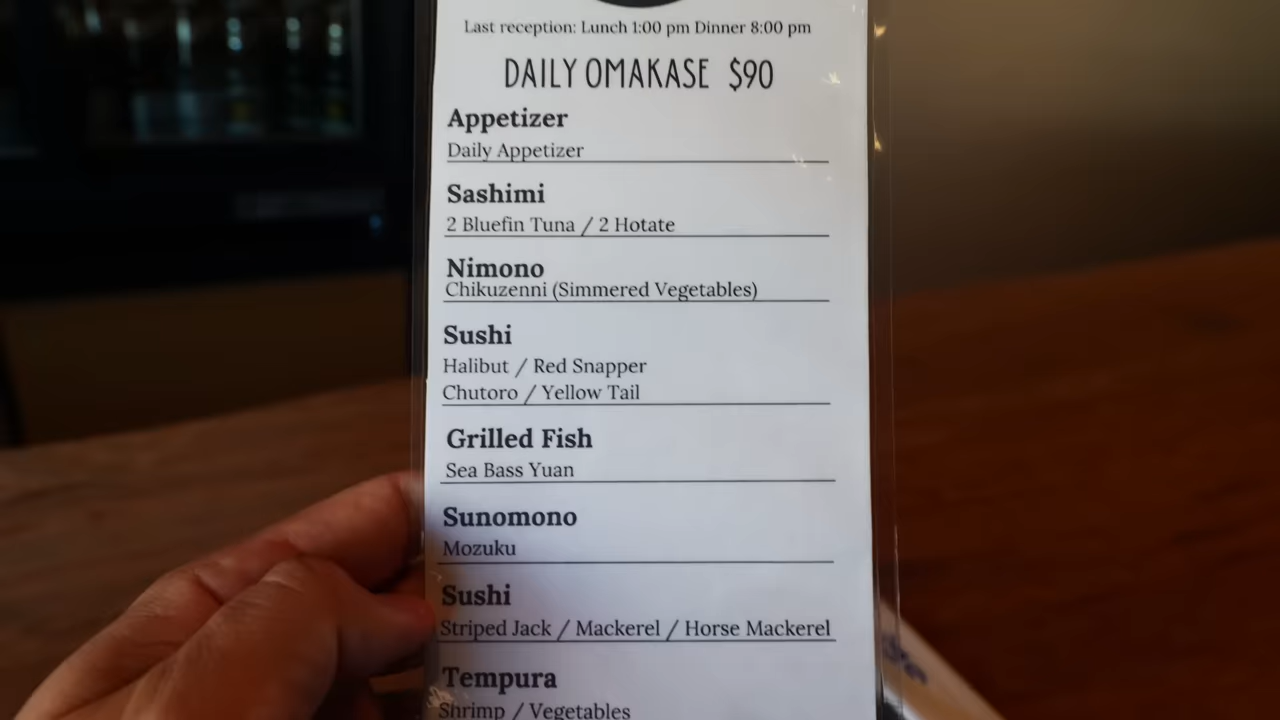 Last reception: Lunch 1:00 pm Dinner 8:00 pm
DAILY OMAKASE $90
Appetizer
Daily Appetizer
Sashimi
2 Bluefin Tuna / 2 Hotate
Nimono
Chikuzenni (Simmered Vegetables)
Sushi
Halibut / Red Snapper
Chutoro / Yellow Tail
Grilled Fish
Sea Bass Yuan
Sunomono
Mozuku
Sushi
Striped Jack / Mackerel / Horse Mackerel
Tempura
Shrimp / Vegetables